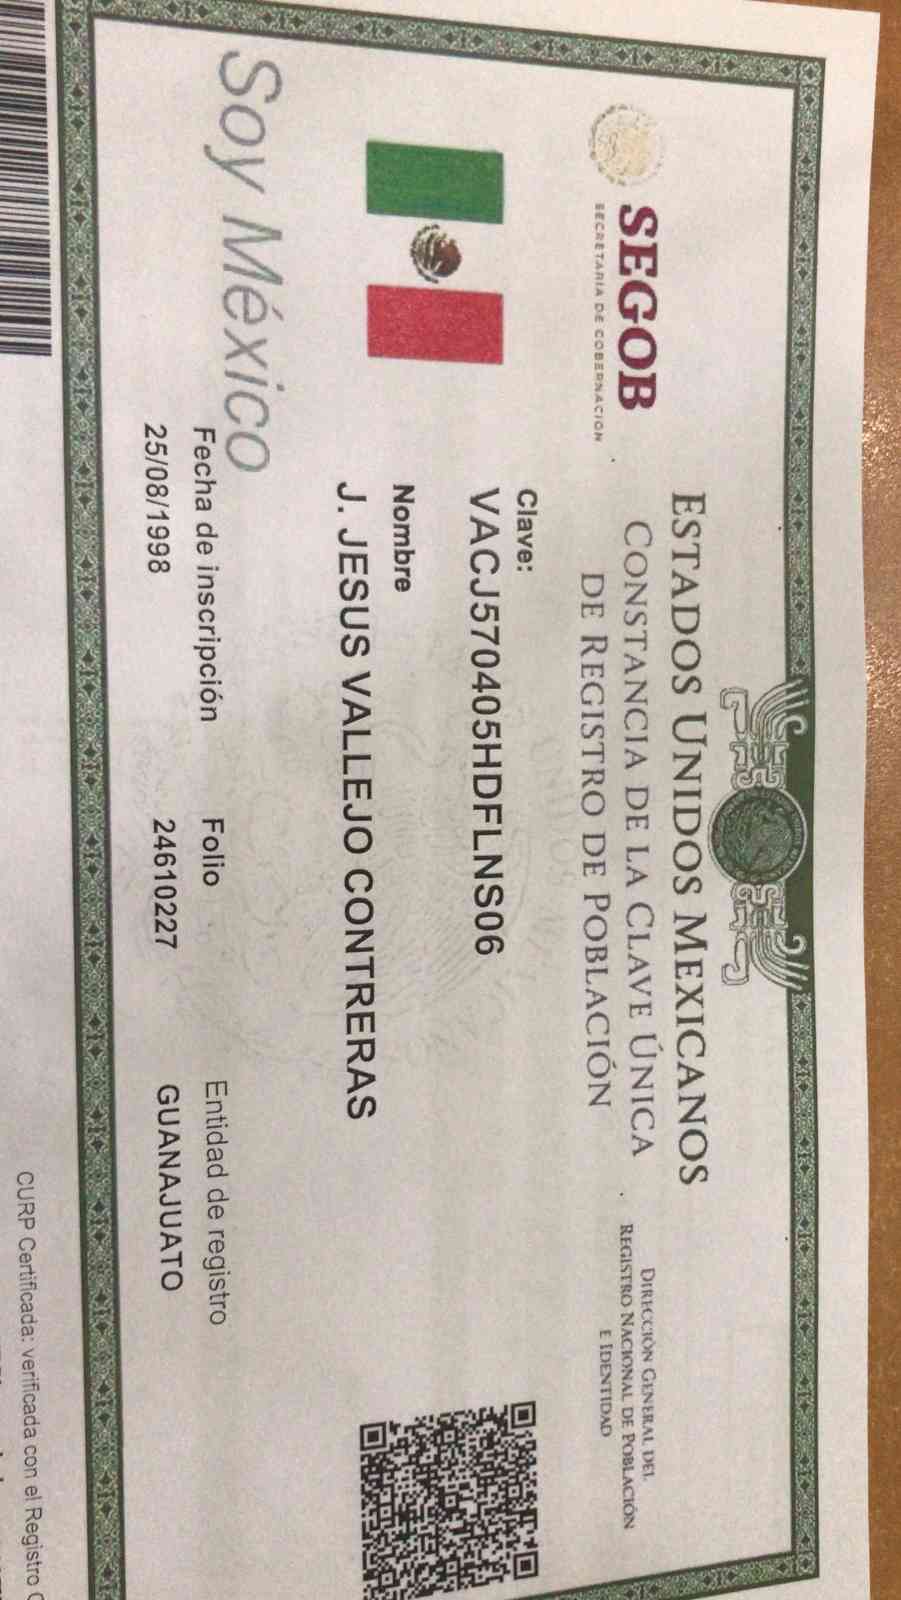 SEGOB
SECRETARIA DE GOBERNACION
ESTADOS UNIDOS MEXICANOS
CONSTANCIA DE LA CLAVE ÚNICA
DE REGISTRO DE POBLACIÓN
DIRECCIÓN GENERAL DEL
REGISTRO NACIONAL DE POBLACIÓN
E IDENTIDAD
Clave:
VACJ570405HDFLNS06
Nombre
J. JESUS VALLEJO CONTRERAS
Soy México
Fecha de inscripción
25/08/1998
Folio
24610227
Entidad de registro
GUANAJUATO
CURP Certificada: verificada con el Registro